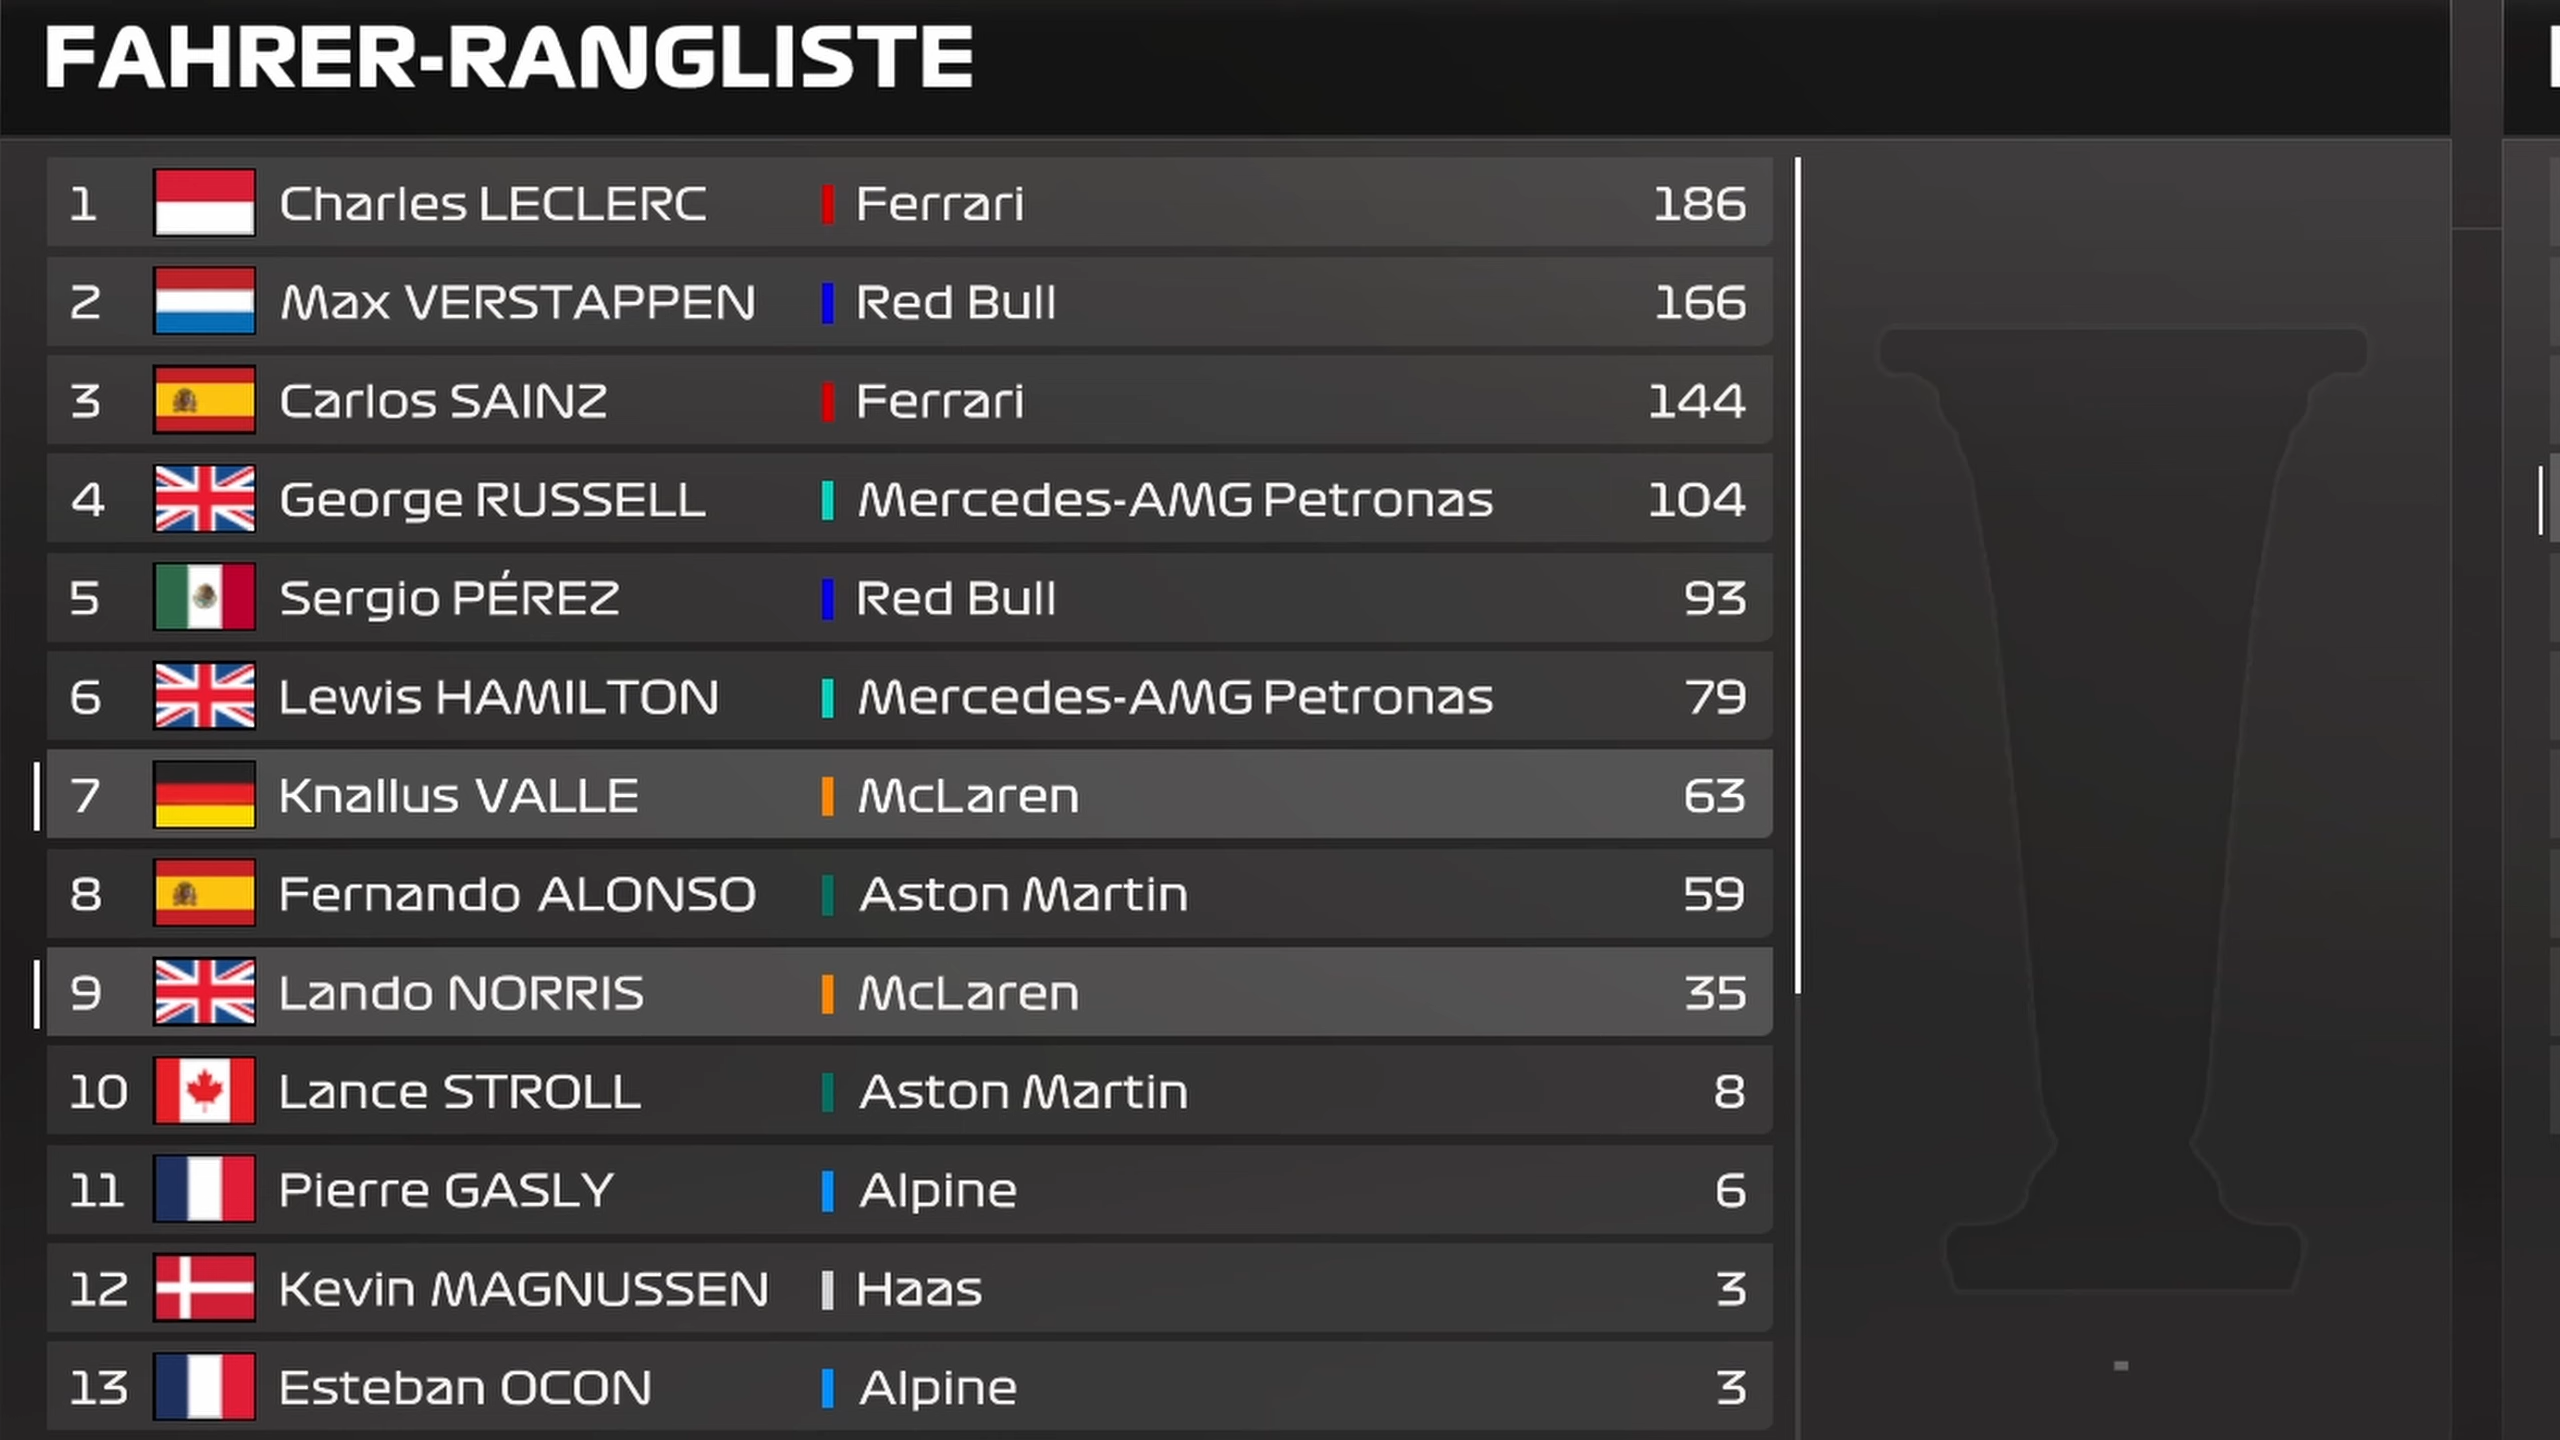 FAHRER-RANGLISTE
1 Charles LECLERC Ferrari 186
2 Max VERSTAPPEN Red Bull 166
3 Carlos SAINZ Ferrari 144
4 George RUSSELL Mercedes-AMG Petronas 104
5 Sergio PÉREZ Red Bull 93
6 Lewis HAMILTON Mercedes-AMG Petronas 79
7 Knallus VALLE McLaren 63
8 Fernando ALONSO Aston Martin 59
9 Lando NORRIS McLaren 35
10 Lance STROLL Aston Martin 8
11 Pierre GASLY Alpine 6
12 Kevin MAGNUSSEN Haas 3
13 Esteban OCON Alpine 3
-